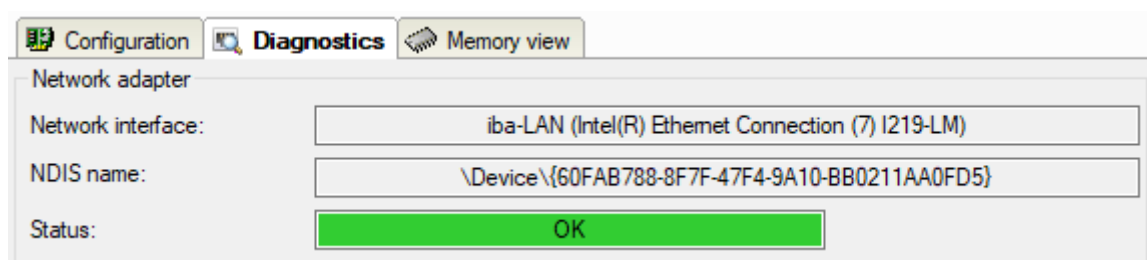 Configuration Diagnostics Memory view
Network adapter
Network interface: iba-LAN (Intel(R) Ethernet Connection (7) I219-LM)
NDIS name: \Device\{60FAB788-8F7F-47F4-9A10-BB0211AA0FD5}
Status: OK